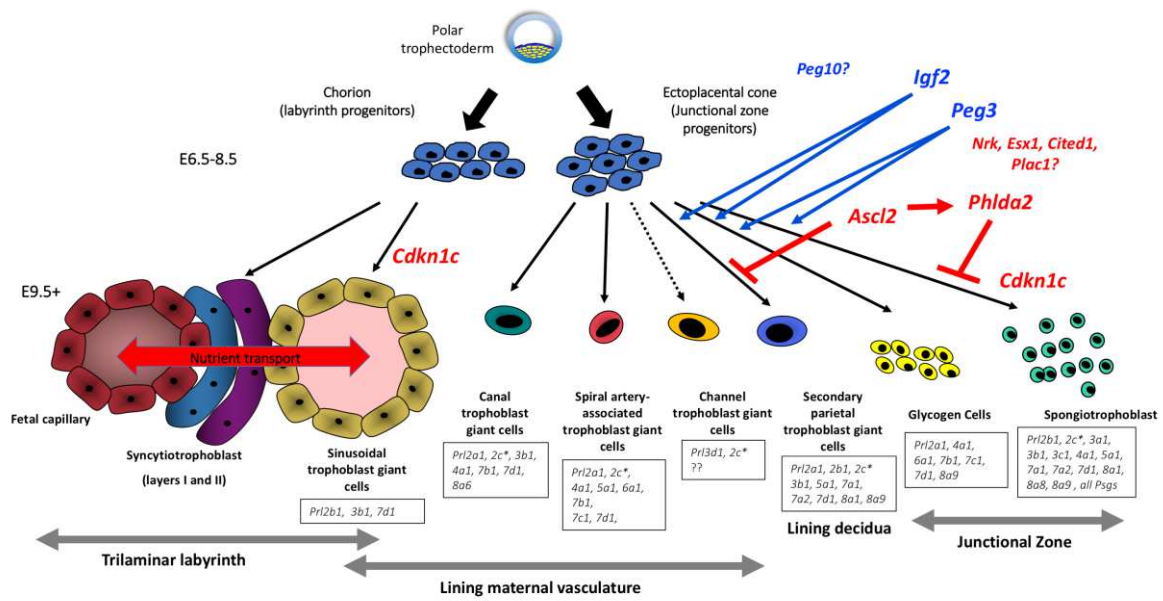 Polar
trophectoderm
Chorion
(labyrinth progenitors)
Ectoplacental cone
(Junctional zone
progenitors)
Peg10?
Igf2
Peg3
Nrk, Esx1, Cited1,
Plac1?
E6.5-8.5
Ascl2
Phlda2
Cdkn1c
Cdkn1c
E9.5+
Nutrient transport
Fetal capillary
Syncytiotrophoblast
(layers I and II)
Sinusoidal
trophoblast giant
cells
Prl2b1, 3b1, 7d1
Canal
trophoblast
giant cells
Prl2a1, 2c*, 3b1,
4a1, 7b1, 7d1,
8a6
Spiral artery-
associated
trophoblast giant
cells
Prl2a1, 2c*,
4a1, 5a1, 6a1,
7b1,
7c1, 7d1,
Channel
trophoblast giant
cells
Prl3d1, 2c*
??
Secondary
parietal
trophoblast giant
cells
Prl2a1, 2b1, 2c*
3b1, 5a1, 7a1,
7a2, 7d1, 8a1, 8a9
Glycogen Cells
Prl2a1, 4a1,
6a1, 7b1, 7c1,
7d1, 8a9
Spongiotrophoblast
Prl2b1, 2c*, 3a1,
3b1, 3c1, 4a1, 5a1,
7a1, 7a2, 7d1, 8a1,
8a8, 8a9 , all Psgs
Trilaminar labyrinth
Lining maternal vasculature
Lining decidua
Junctional Zone